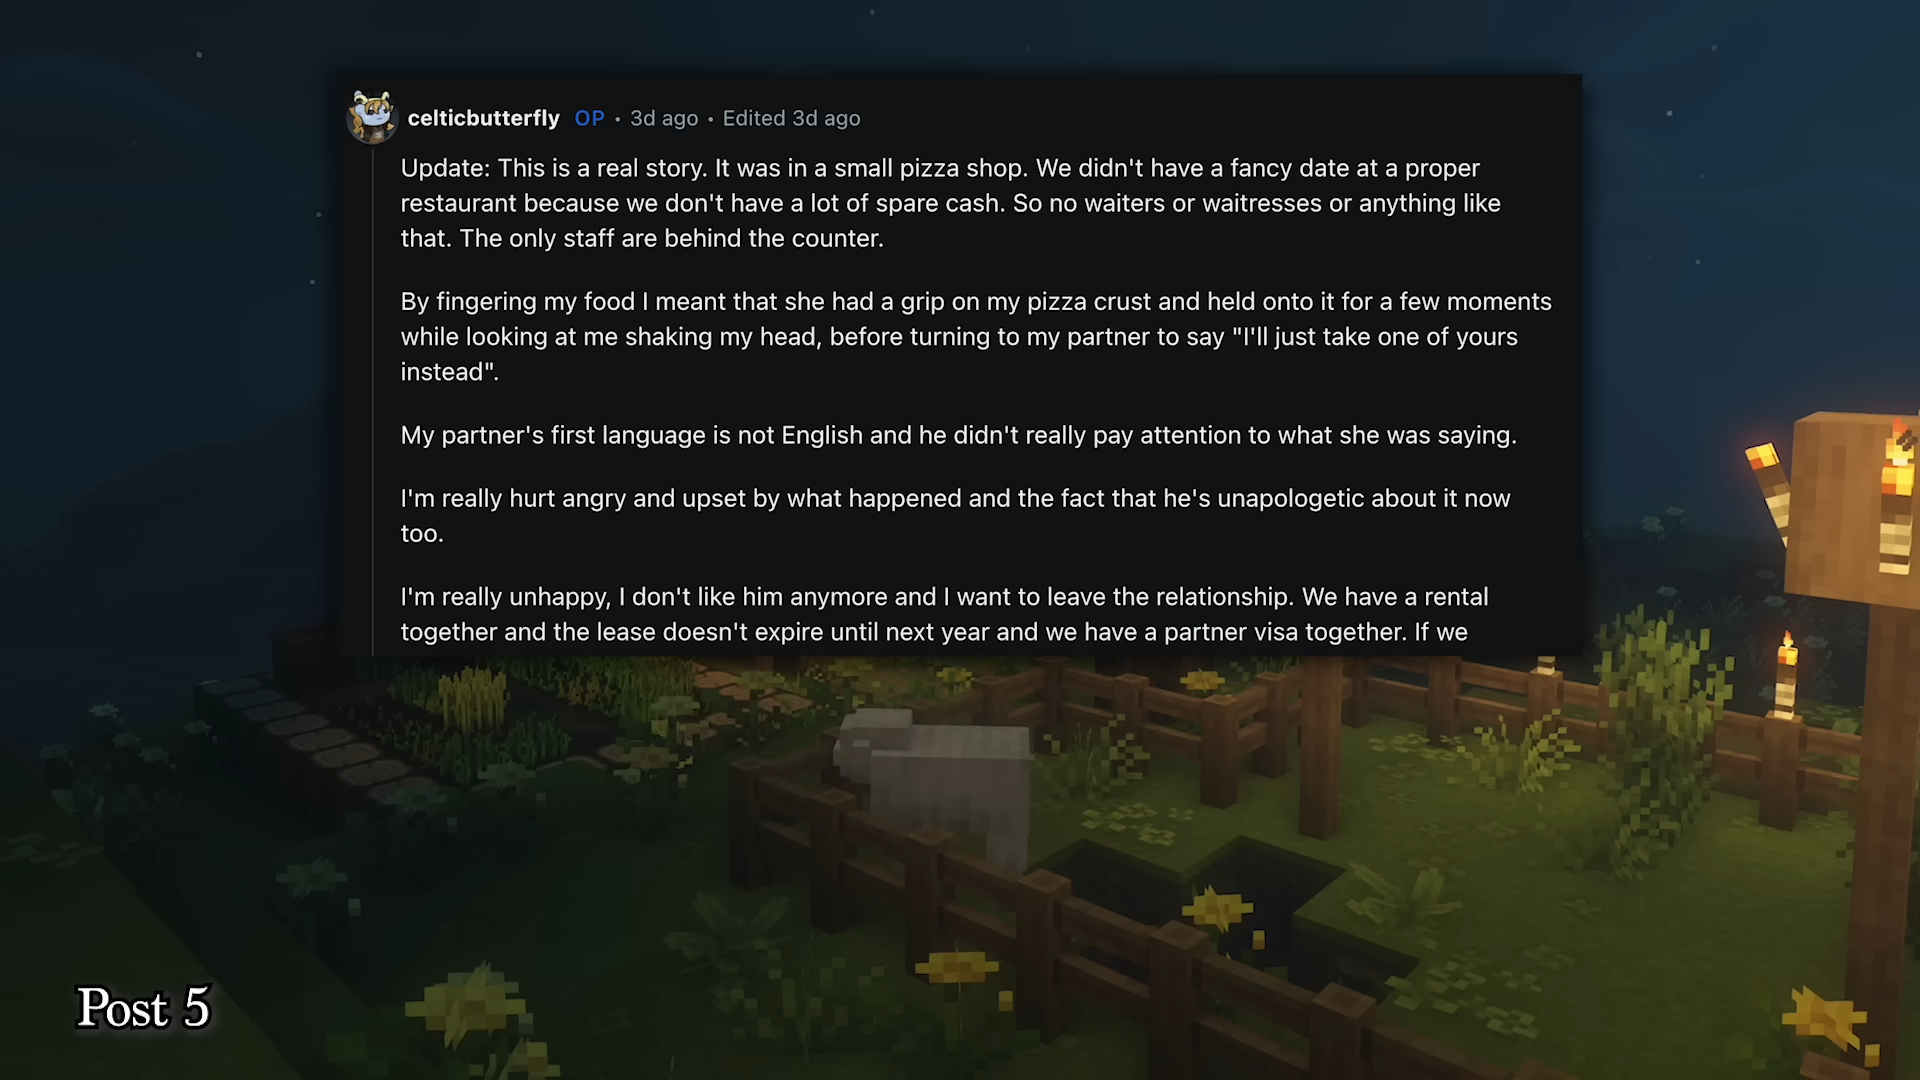 celticbutterfly OP • 3d ago • Edited 3d ago
Update: This is a real story. It was in a small pizza shop. We didn't have a fancy date at a proper
restaurant because we don't have a lot of spare cash. So no waiters or waitresses or anything like
that. The only staff are behind the counter.
By fingering my food I meant that she had a grip on my pizza crust and held onto it for a few moments
while looking at me shaking my head, before turning to my partner to say "I'll just take one of yours
instead".
My partner's first language is not English and he didn't really pay attention to what she was saying.
I'm really hurt angry and upset by what happened and the fact that he's unapologetic about it now
too.
I'm really unhappy, I don't like him anymore and I want to leave the relationship. We have a rental
together and the lease doesn't expire until next year and we have a partner visa together. If we
Post 5